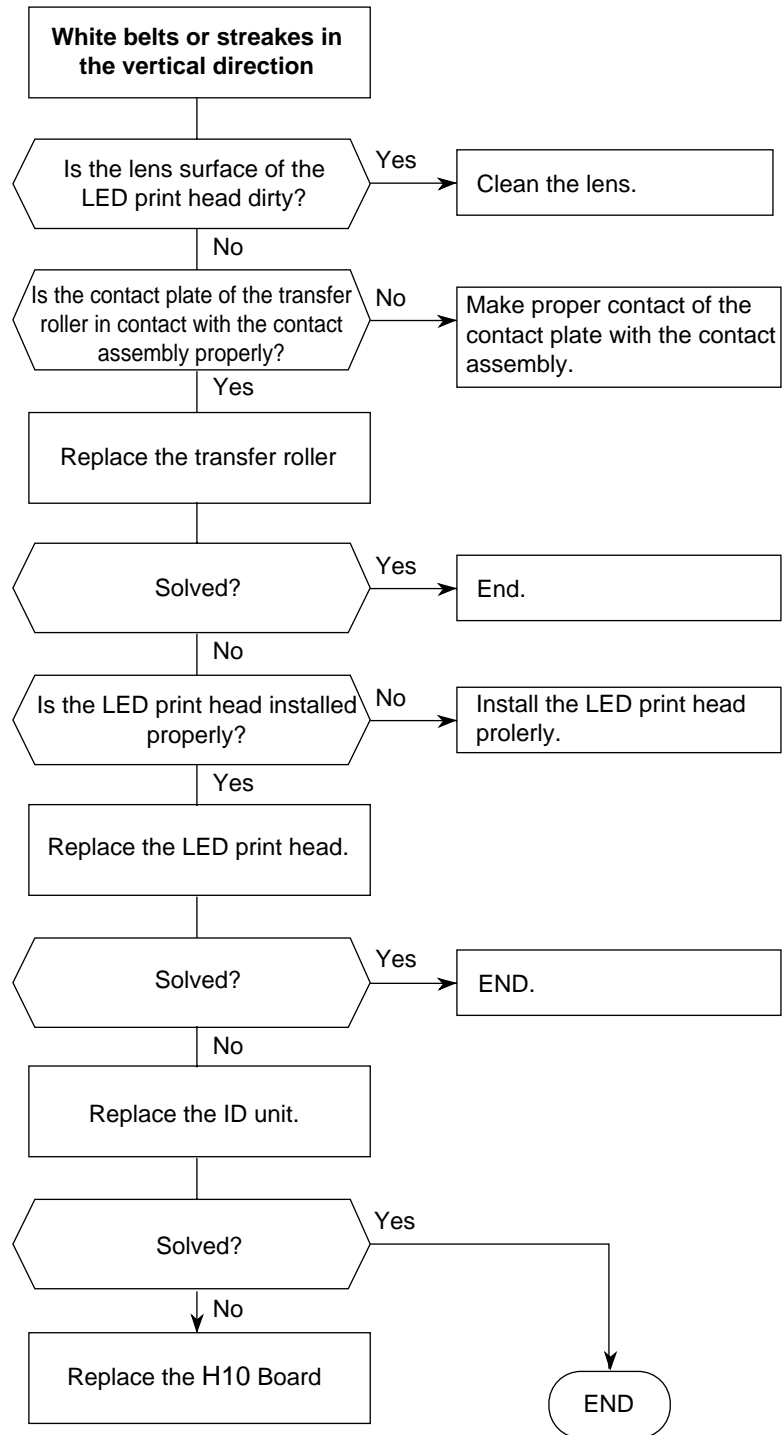 White belts or streakes in
the vertical direction
Is the lens surface of the
LED print head dirty?
Yes
Clean the lens.
No
Is the contact plate of the transfer
roller in contact with the contact
assembly properly?
No
Make proper contact of the
contact plate with the contact
assembly.
Yes
Replace the transfer roller
Solved?
Yes
End.
No
Is the LED print head installed
properly?
No
Install the LED print head
prolerly.
Yes
Replace the LED print head.
Solved?
Yes
END.
No
Replace the ID unit.
Solved?
Yes
No
Replace the H10 Board
END